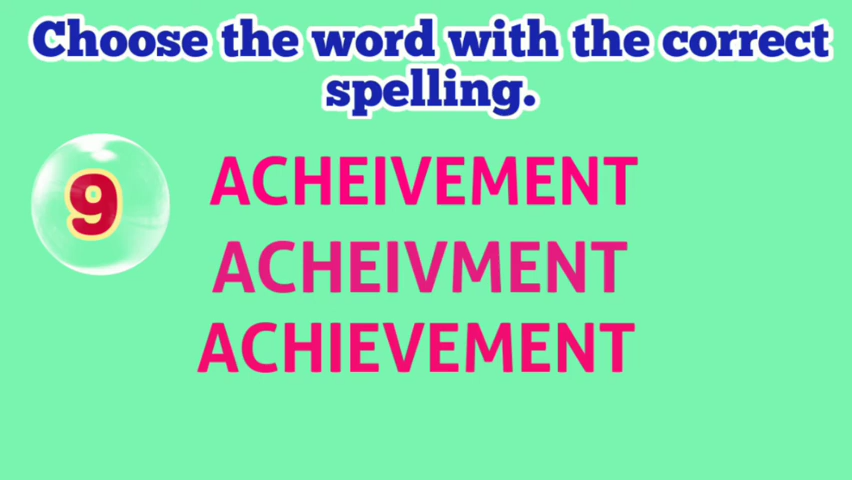 Choose the word with the correct
spelling.
9
ACHEIVEMENT
ACHEIVMENT
ACHIEVEMENT